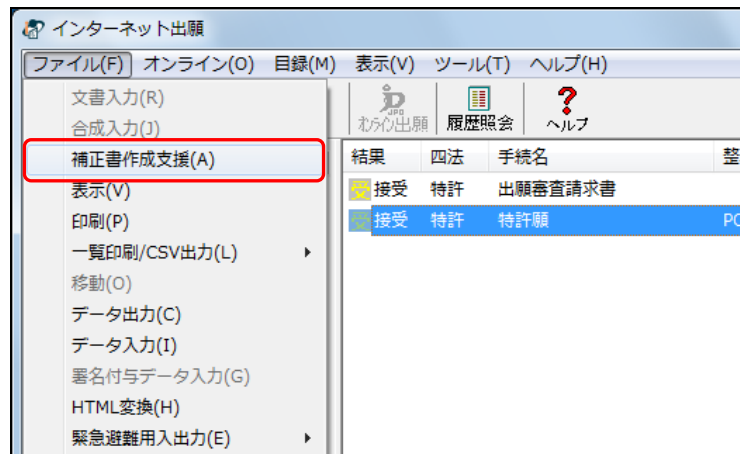 インターネット出願
ファイル(F) オンライン(O) 目録(M) 表示(V) ツール(T) ヘルプ(H)
文書入力(R)
合成入力(J)
補正書作成支援(A)
表示(V)
印刷(P)
一覧印刷/CSV出力(L)
移動(O)
データ出力(C)
データ入力(I)
署名付与データ入力(G)
HTML変換(H)
緊急避難用入出力(E)
JPO
オンライン出願 履歴照会 ヘルプ
結果 四法 手続名 整
受 接受 特許 出願審査請求書
受 接受 特許 特許願 PC